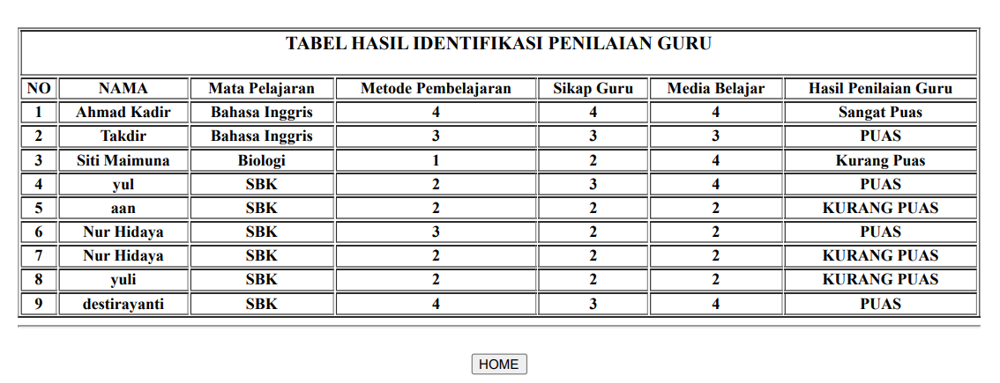 TABEL HASIL IDENTIFIKASI PENILAIAN GURU
NO NAMA Mata Pelajaran Metode Pembelajaran Sikap Guru Media Belajar Hasil Penilaian Guru
1 Ahmad Kadir Bahasa Inggris 4 4 4 Sangat Puas
2 Takdir Bahasa Inggris 3 3 3 PUAS
3 Siti Maimuna Biologi 1 2 4 Kurang Puas
4 yul SBK 2 3 4 PUAS
5 aan SBK 2 2 2 KURANG PUAS
6 Nur Hidaya SBK 3 2 2 PUAS
7 Nur Hidaya SBK 2 2 2 KURANG PUAS
8 yuli SBK 2 2 2 KURANG PUAS
9 destirayanti SBK 4 3 4 PUAS
HOME